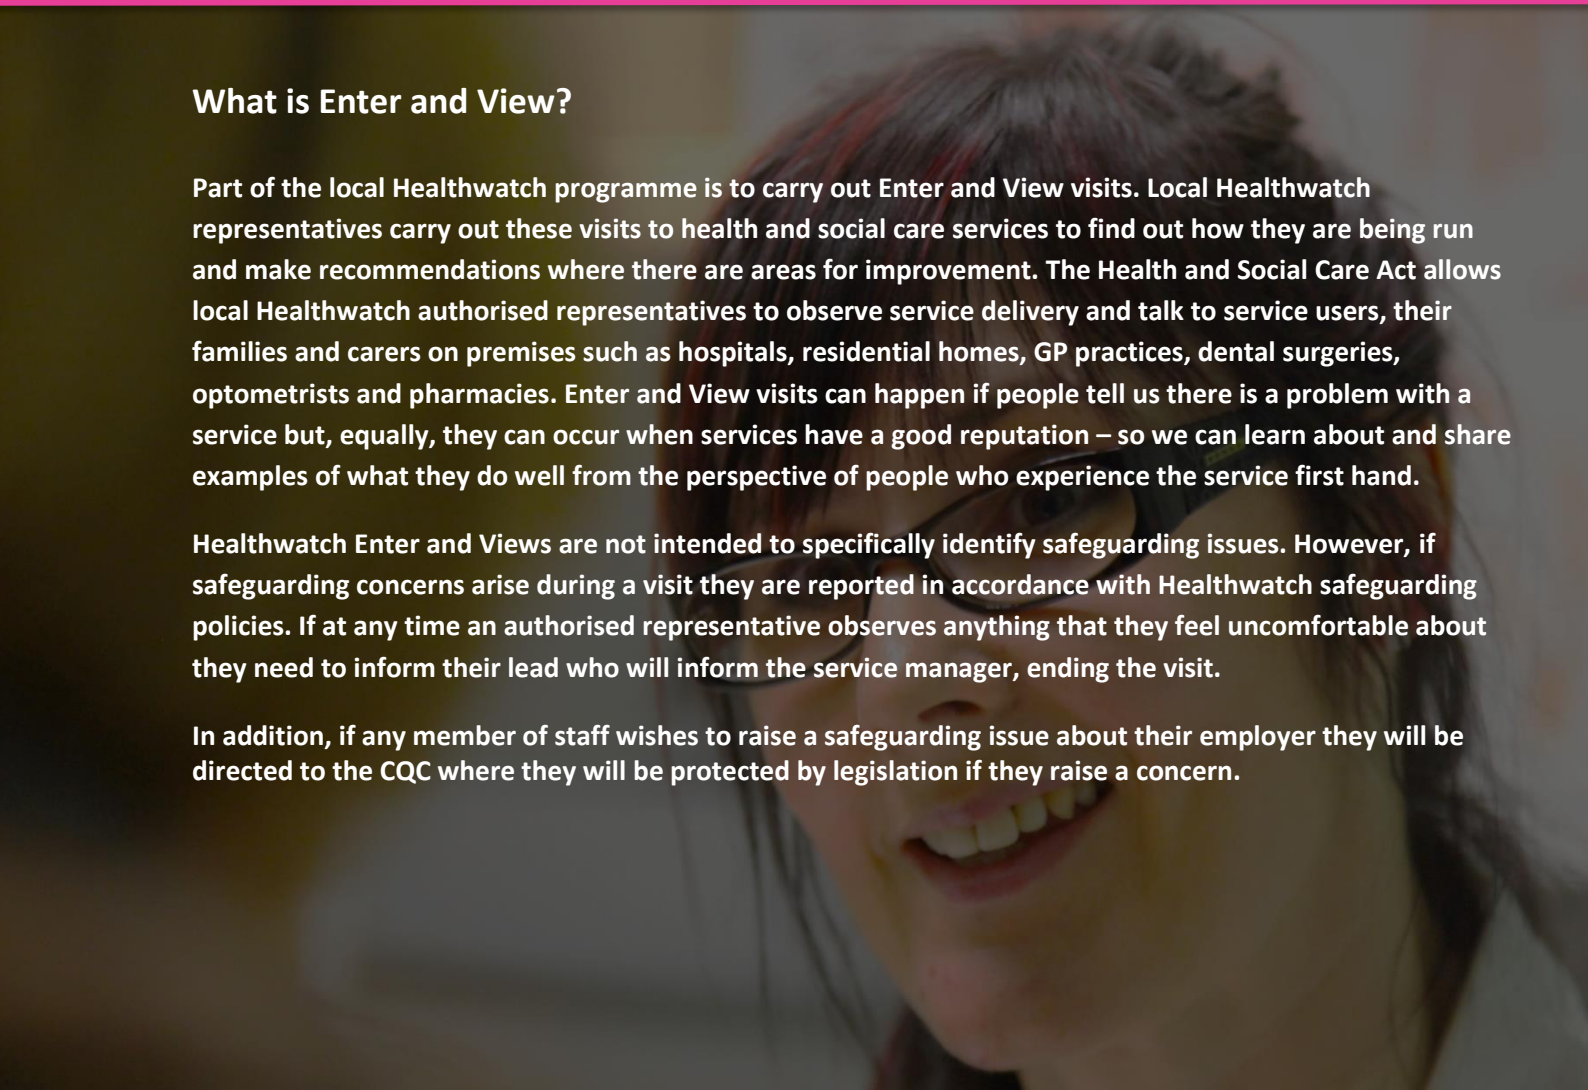 What is Enter and View?
Part of the local Healthwatch programme is to carry out Enter and View visits. Local Healthwatch
representatives carry out these visits to health and social care services to find out how they are being run
and make recommendations where there are areas for improvement. The Health and Social Care Act allows
local Healthwatch authorised representatives to observe service delivery and talk to service users, their
families and carers on premises such as hospitals, residential homes, GP practices, dental surgeries,
optometrists and pharmacies. Enter and View visits can happen if people tell us there is a problem with a
service but, equally, they can occur when services have a good reputation – so we can learn about and share
examples of what they do well from the perspective of people who experience the service first hand.
Healthwatch Enter and Views are not intended to specifically identify safeguarding issues. However, if
safeguarding concerns arise during a visit they are reported in accordance with Healthwatch safeguarding
policies. If at any time an authorised representative observes anything that they feel uncomfortable about
they need to inform their lead who will inform the service manager, ending the visit.
In addition, if any member of staff wishes to raise a safeguarding issue about their employer they will be
directed to the CQC where they will be protected by legislation if they raise a concern.